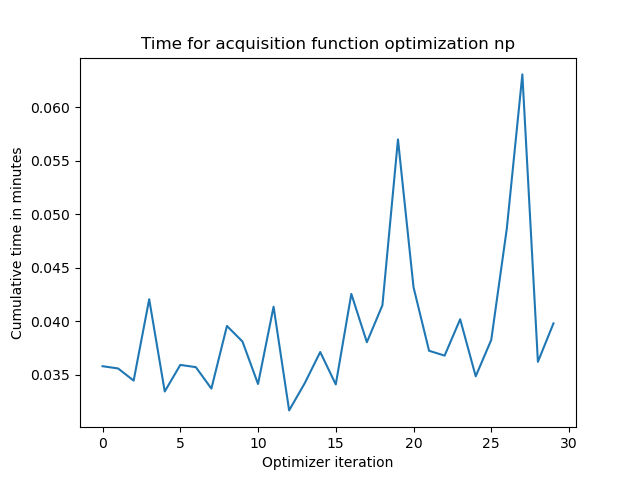 Time for acquisition function optimization np
Cumulative time in minutes
0.060
0.055
0.050
0.045
0.040
0.035
0 5 10 15 20 25 30
Optimizer iteration